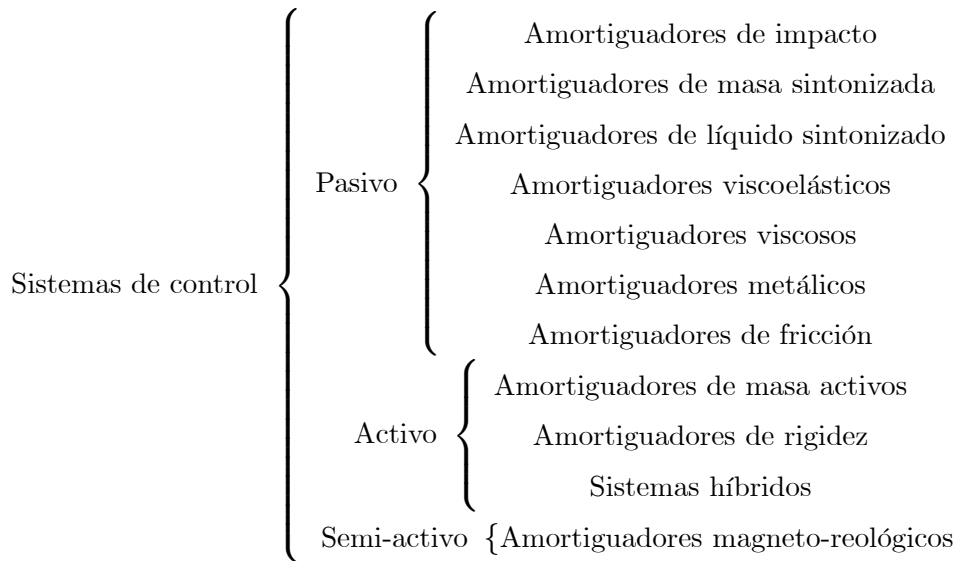 Sistemas de control
Pasivo
Amortiguadores de impacto
Amortiguadores de masa sintonizada
Amortiguadores de líquido sintonizado
Amortiguadores viscoelásticos
Amortiguadores viscosos
Amortiguadores metálicos
Amortiguadores de fricción
Activo
Amortiguadores de masa activos
Amortiguadores de rigidez
Sistemas híbridos
Semi-activo {Amortiguadores magneto-reológicos